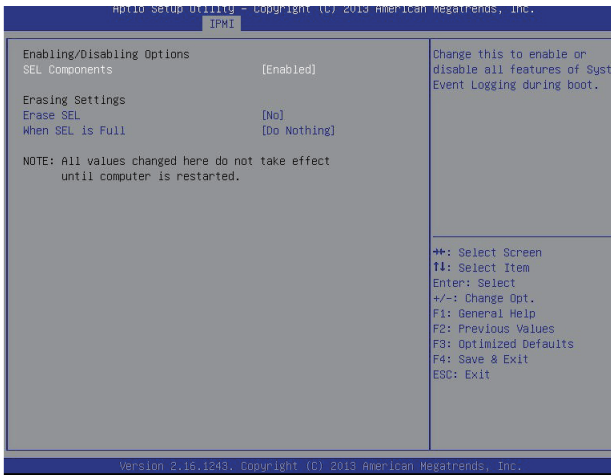 Aptio Setup Utility – Copyright (C) 2013 American Megatrends, Inc.
IPMI
Enabling/Disabling Options
SEL Components [Enabled]
Erasing Settings
Erase SEL [No]
When SEL is Full [Do Nothing]
NOTE: All values changed here do not take effect
until computer is restarted.
Change this to enable or
disable all features of Syst
Event Logging during boot.
→←: Select Screen
↑↓: Select Item
Enter: Select
+/-: Change Opt.
F1: General Help
F2: Previous Values
F3: Optimized Defaults
F4: Save & Exit
ESC: Exit
Version 2.16.1243. Copyright (C) 2013 American Megatrends, Inc.